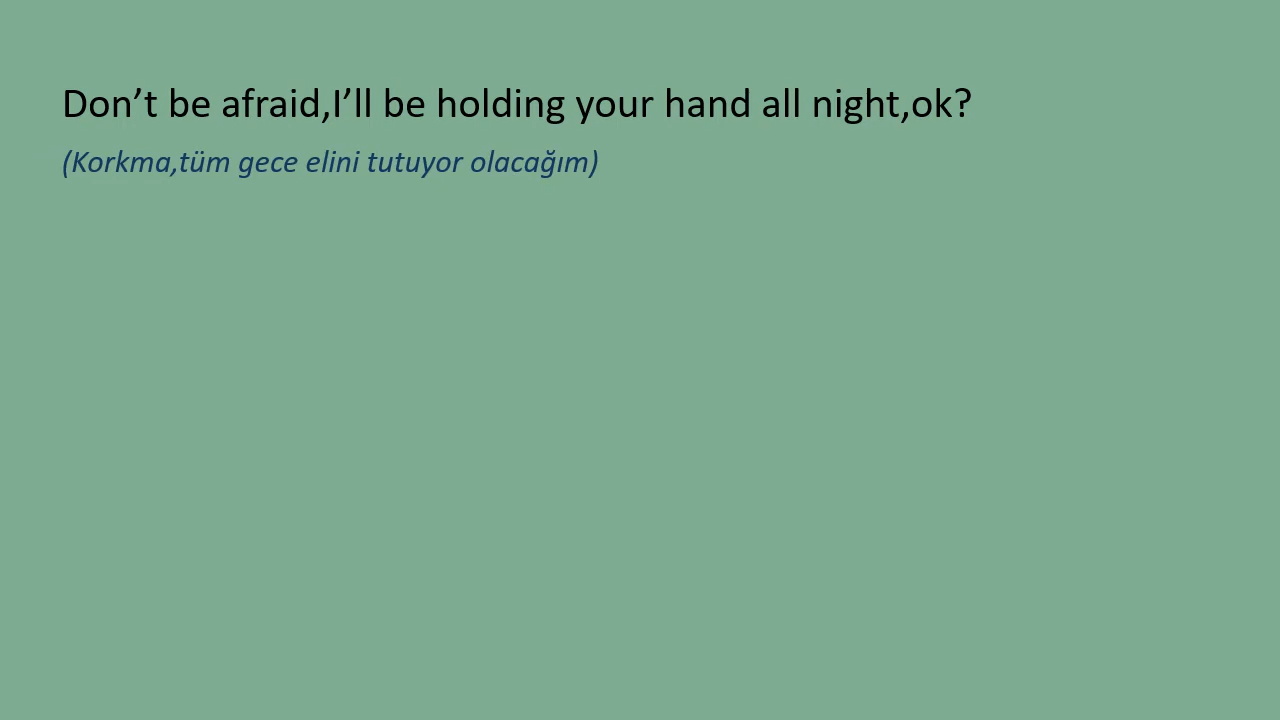 Don’t be afraid,I’ll be holding your hand all night,ok?
(Korkma,tüm gece elini tutuyor olacağım)